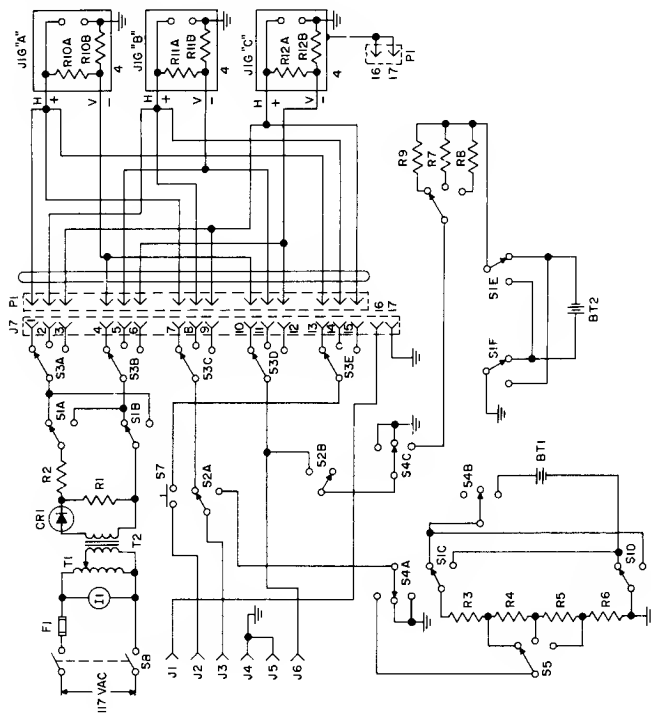 JIG "A"
R10A
R10B
4
H
+
V
−
JIG "B"
R11A
R11B
4
H
+
V
−
JIG "C"
R12A
R12B
4
H
+
V
−
P1
16
17
P1
J7
1
2
3
4
5
6
7
8
9
10
11
12
13
14
15
16
17
S3A
S3B
S3C
S3D
S3E
S1A
S1B
R2
R1
CR1
T1
T2
F1
I1
S8
117 VAC
S7
S2A
S2B
J1
J2
J3
J4
J5
J6
S4A
S4B
S4C
R9
R7
R8
S1E
S1F
BT2
BT1
S1C
S1D
R3
R4
R5
R6
S5